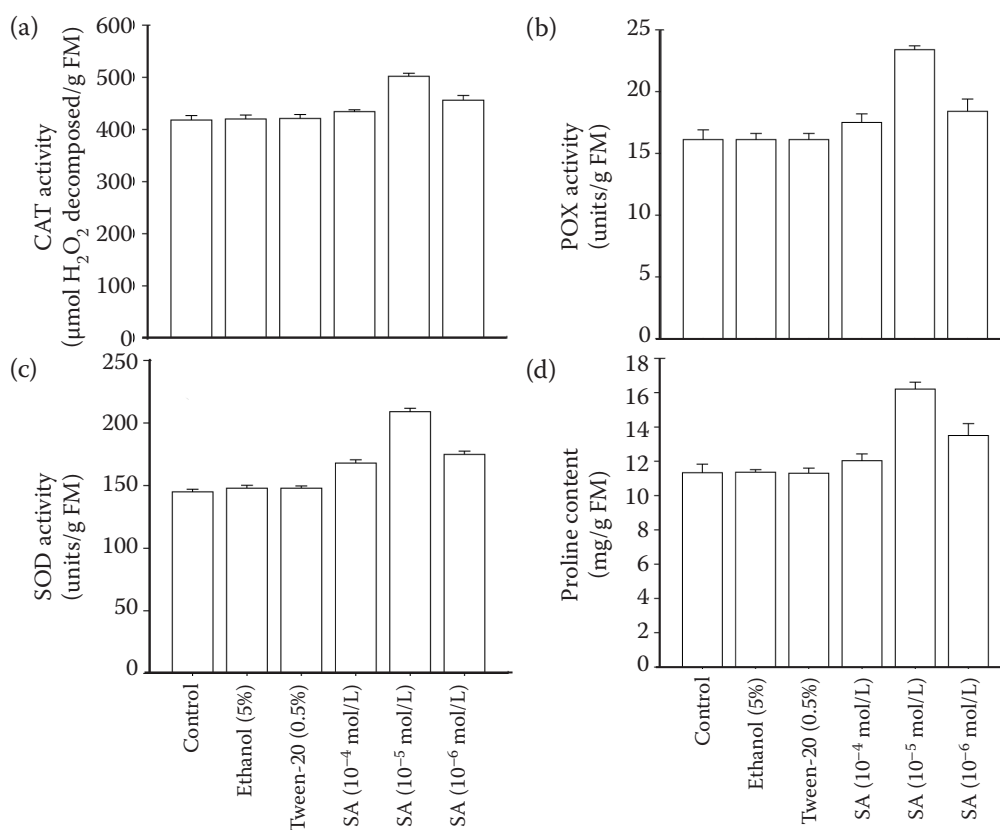 (a)
600
500
400
300
200
100
0
CAT activity
(µmol H₂O₂ decomposed/g FM)
(b)
25
20
15
10
5
0
POX activity
(units/g FM)
(c)
250
200
150
100
50
0
SOD activity
(units/g FM)
Control
Ethanol (5%)
Tween-20 (0.5%)
SA (10⁻⁴ mol/L)
SA (10⁻⁵ mol/L)
SA (10⁻⁶ mol/L)
(d)
18
16
14
12
10
8
6
4
2
0
Proline content
(mg/g FM)
Control
Ethanol (5%)
Tween-20 (0.5%)
SA (10⁻⁴ mol/L)
SA (10⁻⁵ mol/L)
SA (10⁻⁶ mol/L)